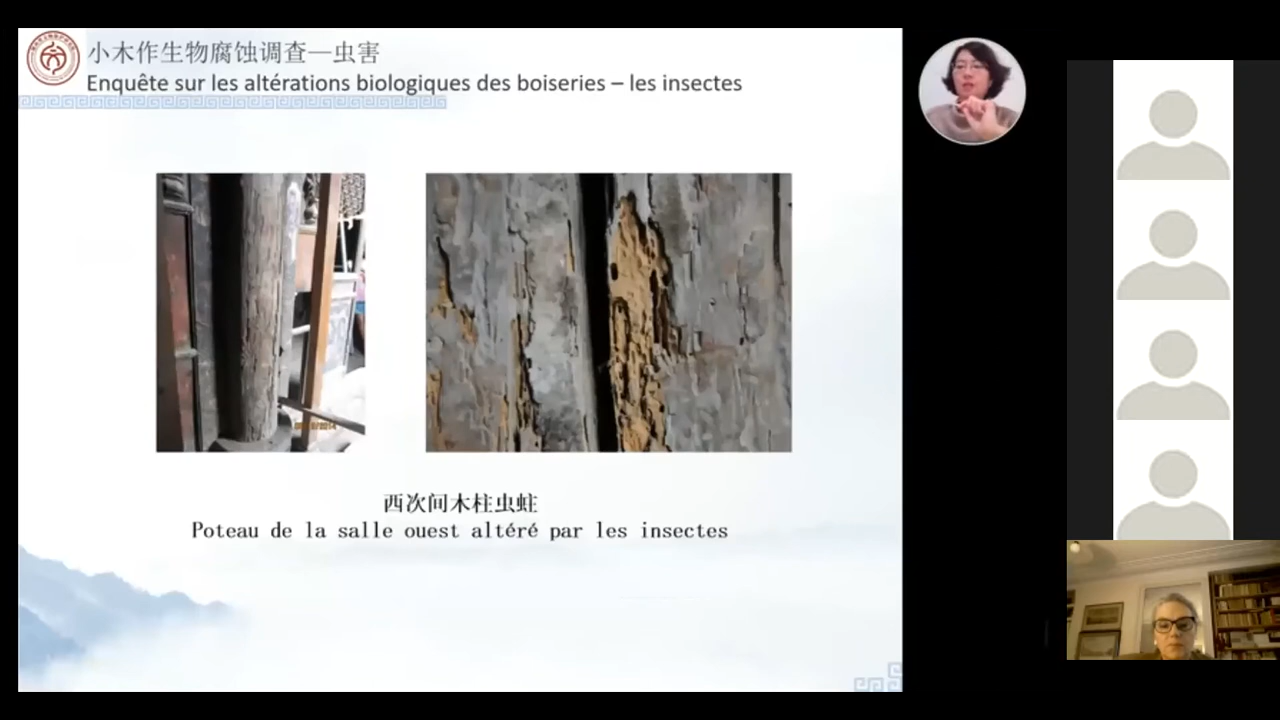 小木作生物腐蚀调查—虫害
Enquête sur les altérations biologiques des boiseries – les insectes
西次间木柱虫蛀
Poteau de la salle ouest altéré par les insectes